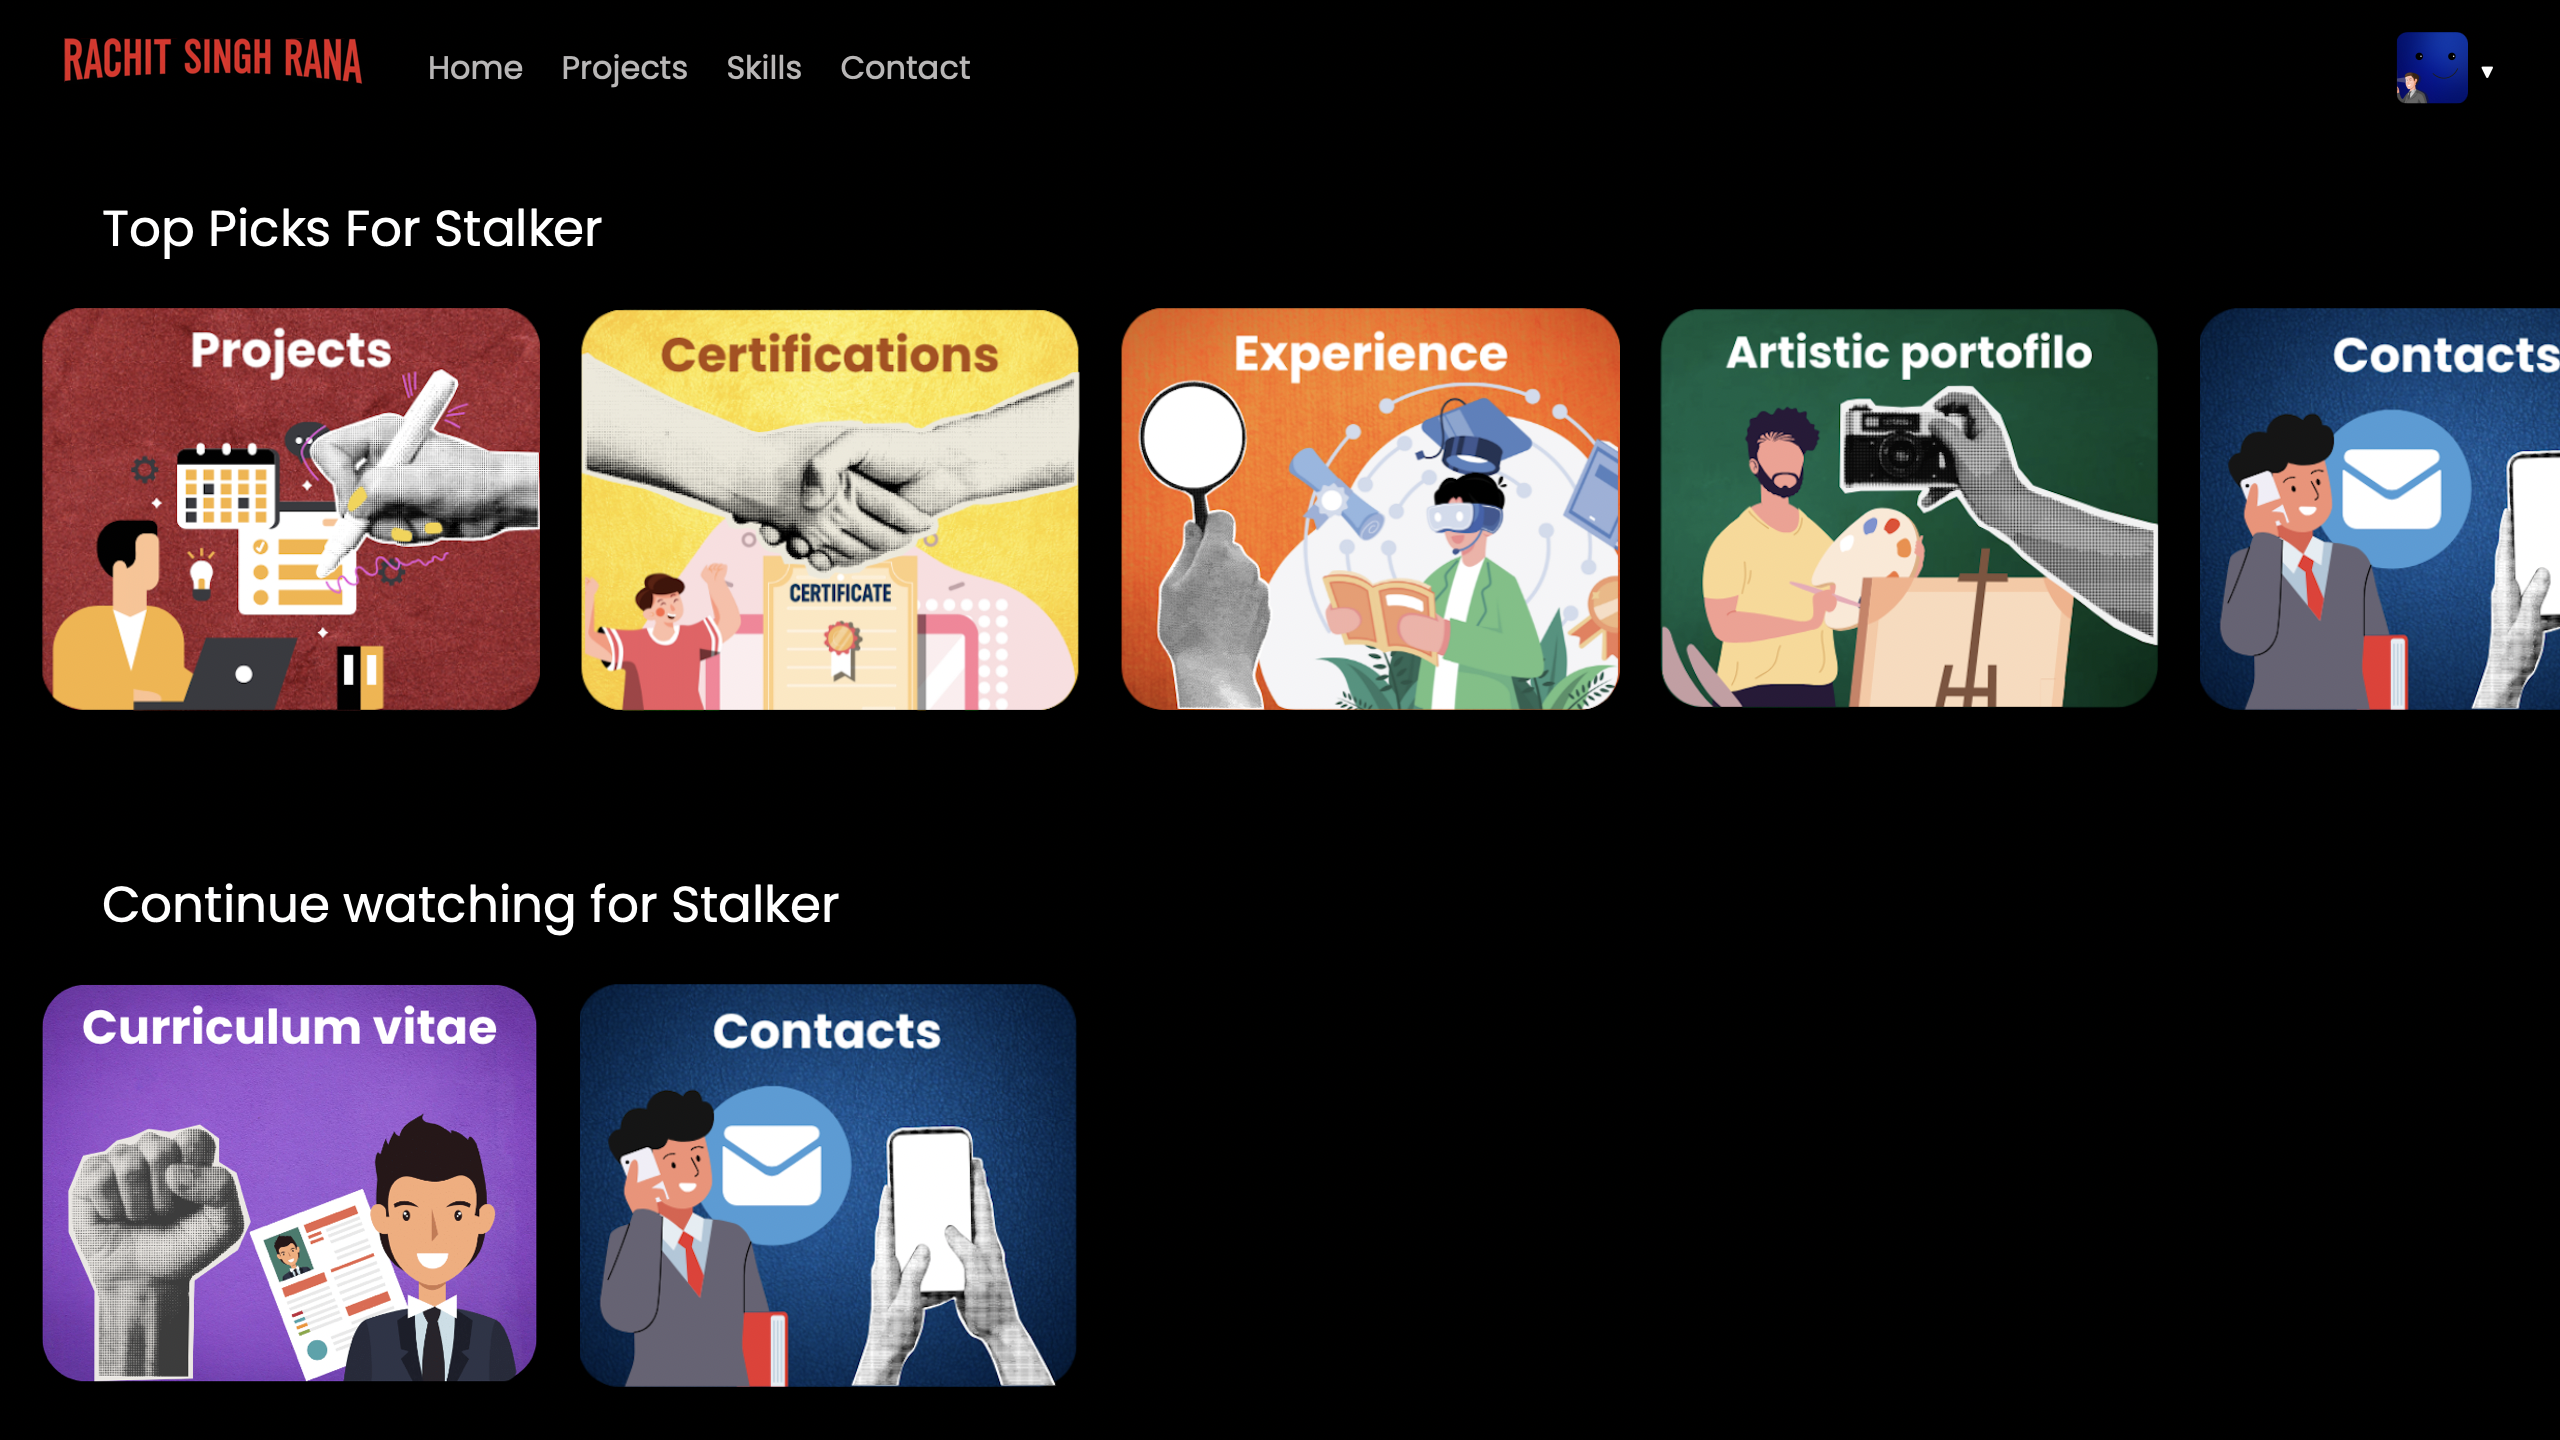 RACHIT SINGH RANA
Home Projects Skills Contact
Top Picks For Stalker
Projects
Certifications
CERTIFICATE
Experience
Artistic portofilo
Contacts
Continue watching for Stalker
Curriculum vitae
Contacts